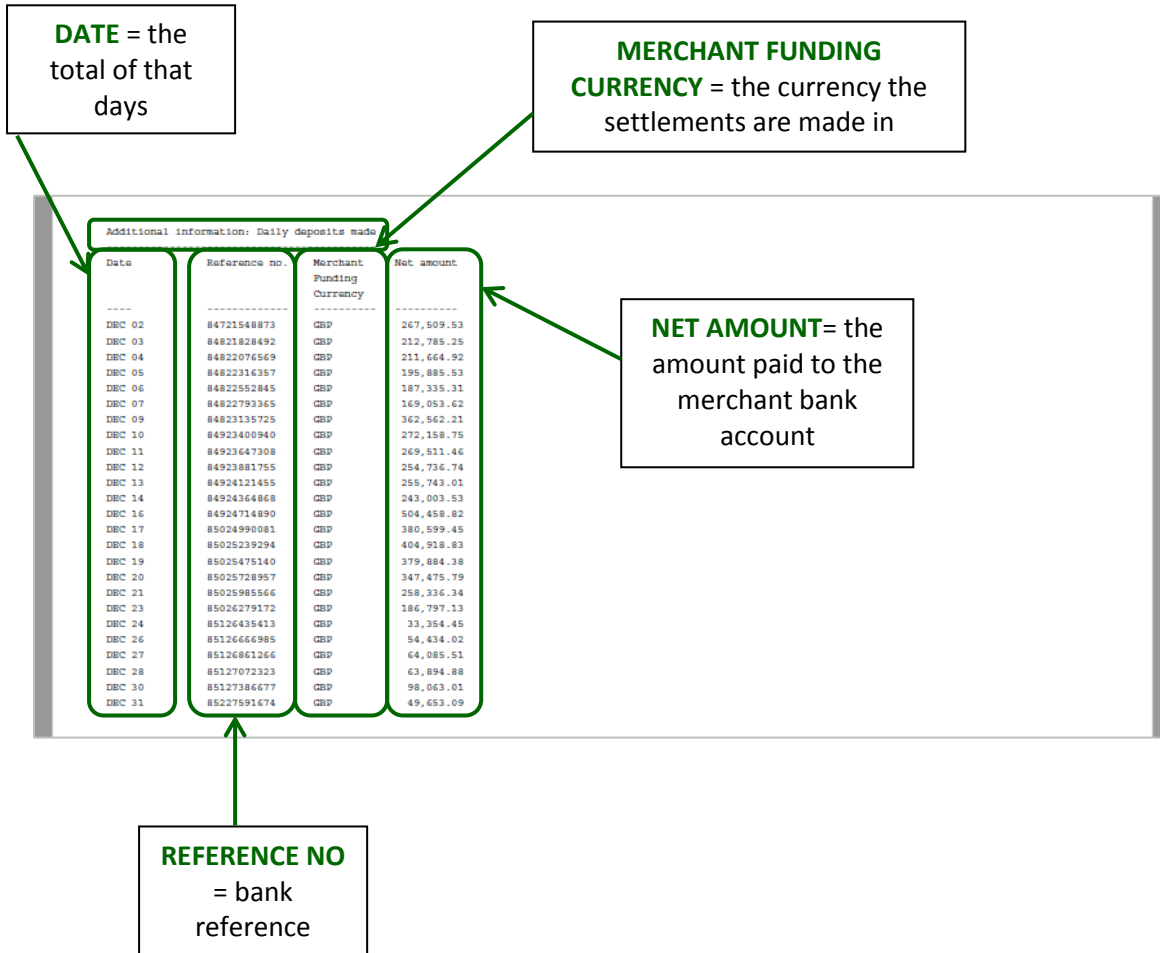 DATE = the
total of that
days
MERCHANT FUNDING
CURRENCY = the currency the
settlements are made in
Additional information: Daily deposits made
-------------------------------------------
Date Reference no. Merchant Net amount
Funding
Currency
---- ------------- ---------- ----------
DEC 02 84721548873 GBP 267,509.53
DEC 03 84821828492 GBP 212,785.25
DEC 04 84822076569 GBP 211,664.92
DEC 05 84822316357 GBP 195,885.53
DEC 06 84822552845 GBP 187,335.31
DEC 07 84822793365 GBP 169,053.62
DEC 09 84823135725 GBP 362,562.21
DEC 10 84923400940 GBP 272,158.75
DEC 11 84923647308 GBP 269,511.46
DEC 12 84923881755 GBP 254,736.74
DEC 13 84924121455 GBP 255,743.01
DEC 14 84924364868 GBP 243,003.53
DEC 16 84924714890 GBP 504,458.82
DEC 17 85024990081 GBP 380,599.45
DEC 18 85025239294 GBP 404,918.83
DEC 19 85025475140 GBP 379,884.38
DEC 20 85025728957 GBP 347,475.79
DEC 21 85025985566 GBP 258,336.34
DEC 23 85026279172 GBP 186,797.13
DEC 24 85126435413 GBP 33,354.45
DEC 26 85126666985 GBP 54,434.02
DEC 27 85126861266 GBP 64,085.51
DEC 28 85127072323 GBP 63,894.88
DEC 30 85127386677 GBP 98,063.01
DEC 31 85227591674 GBP 49,653.09
NET AMOUNT= the
amount paid to the
merchant bank
account
REFERENCE NO
= bank
reference